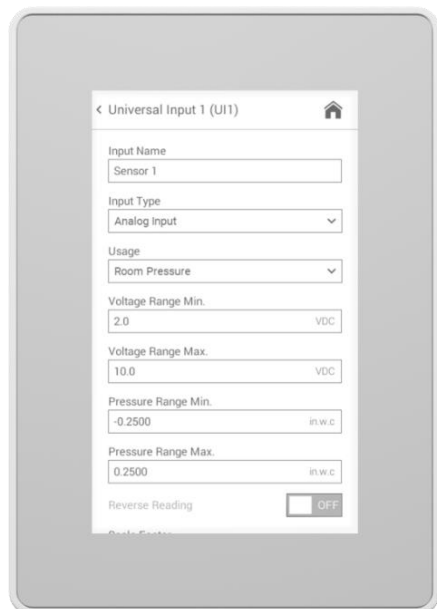 Universal Input 1 (UI1)
Input Name
Sensor 1
Input Type
Analog Input
Usage
Room Pressure
Voltage Range Min.
2.0 VDC
Voltage Range Max.
10.0 VDC
Pressure Range Min.
-0.2500 in.w.c
Pressure Range Max.
0.2500 in.w.c
Reverse Reading OFF